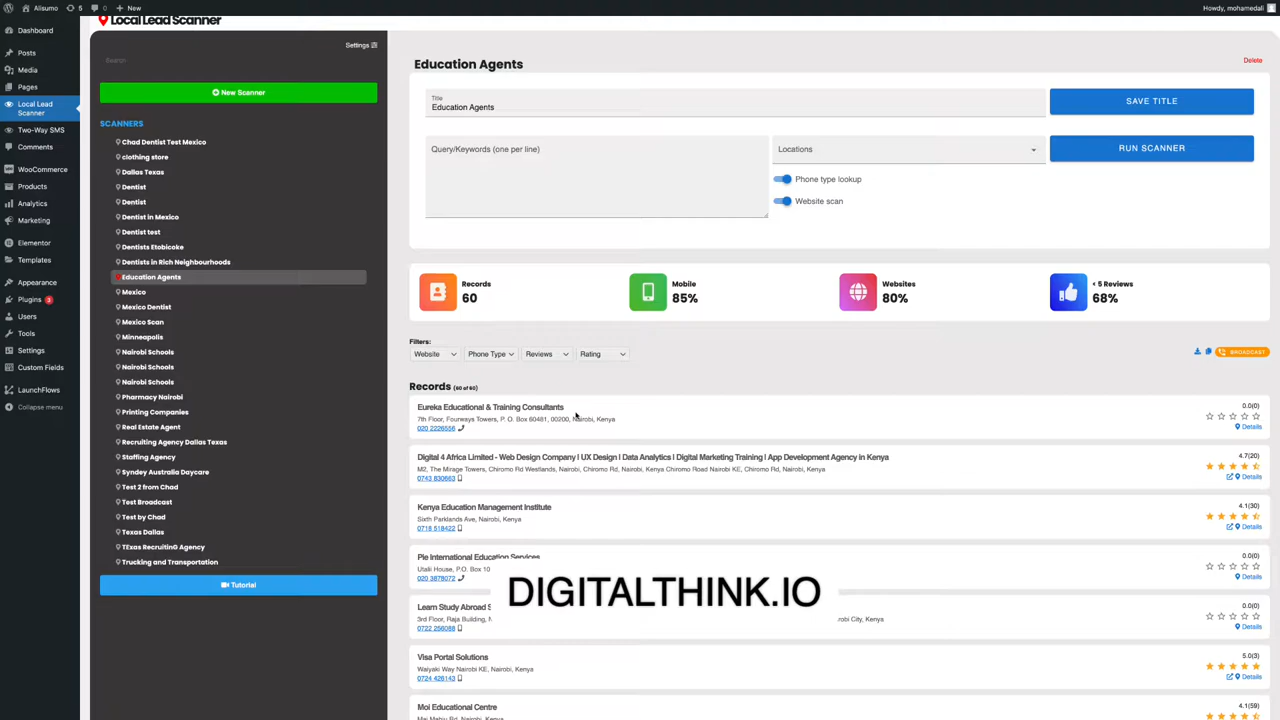 Alisumo
5
0
New
Howdy, mohamedali
Dashboard
Posts
Media
Pages
Local Lead
Scanner
Two-Way SMS
Comments
WooCommerce
Products
Analytics
Marketing
Elementor
Templates
Appearance
Plugins 3
Users
Tools
Settings
Custom Fields
LaunchFlows
Collapse menu
Local Lead Scanner
Settings
Search
New Scanner
SCANNERS
Chad Dentist Test Mexico
clothing store
Dallas Texas
Dentist
Dentist
Dentist in Mexico
Dentist test
Dentists Etobicoke
Dentists in Rich Neighbourhoods
Education Agents
Mexico
Mexico Dentist
Mexico Scan
Minneapolis
Nairobi Schools
Nairobi Schools
Nairobi Schools
Pharmacy Nairobi
Printing Companies
Real Estate Agent
Recruiting Agency Dallas Texas
Staffing Agency
Syndey Australia Daycare
Test 2 from Chad
Test Broadcast
Test by Chad
Texas Dallas
TExas RecruitinG Agency
Trucking and Transportation
Tutorial
Education Agents
Delete
Title
Education Agents
SAVE TITLE
Query/Keywords (one per line)
Locations
RUN SCANNER
Phone type lookup
Website scan
Records
60
Mobile
85%
Websites
80%
< 5 Reviews
68%
Filters:
Website
Phone Type
Reviews
Rating
BROADCAST
Records (60 of 60)
Eureka Educational & Training Consultants
0.0(0)
7th Floor, Fourways Towers, P. O. Box 60481, 00200, Nairobi, Kenya
020 2226556
Details
Digital 4 Africa Limited - Web Design Company I UX Design I Data Analytics I Digital Marketing Training I App Development Agency in Kenya
4.7(20)
M2, The Mirage Towers, Chiromo Rd Westlands, Nairobi, Chiromo Rd, Nairobi, Kenya Chiromo Road Nairobi KE, Chiromo Rd, Nairobi, Kenya
0743 830663
Details
Kenya Education Management Institute
4.1(30)
Sixth Parklands Ave, Nairobi, Kenya
0718 518422
Details
Pie International Education Services
0.0(0)
Utalii House, P.O. Box 10
020 3878072
Details
DIGITALTHINK.IO
Learn Study Abroad S
0.0(0)
3rd Floor, Raja Building, N
robi City, Kenya
0722 256088
Details
Visa Portal Solutions
5.0(3)
Waiyaki Way Nairobi KE, Kenya
0724 426143
Details
Moi Educational Centre
4.1(59)